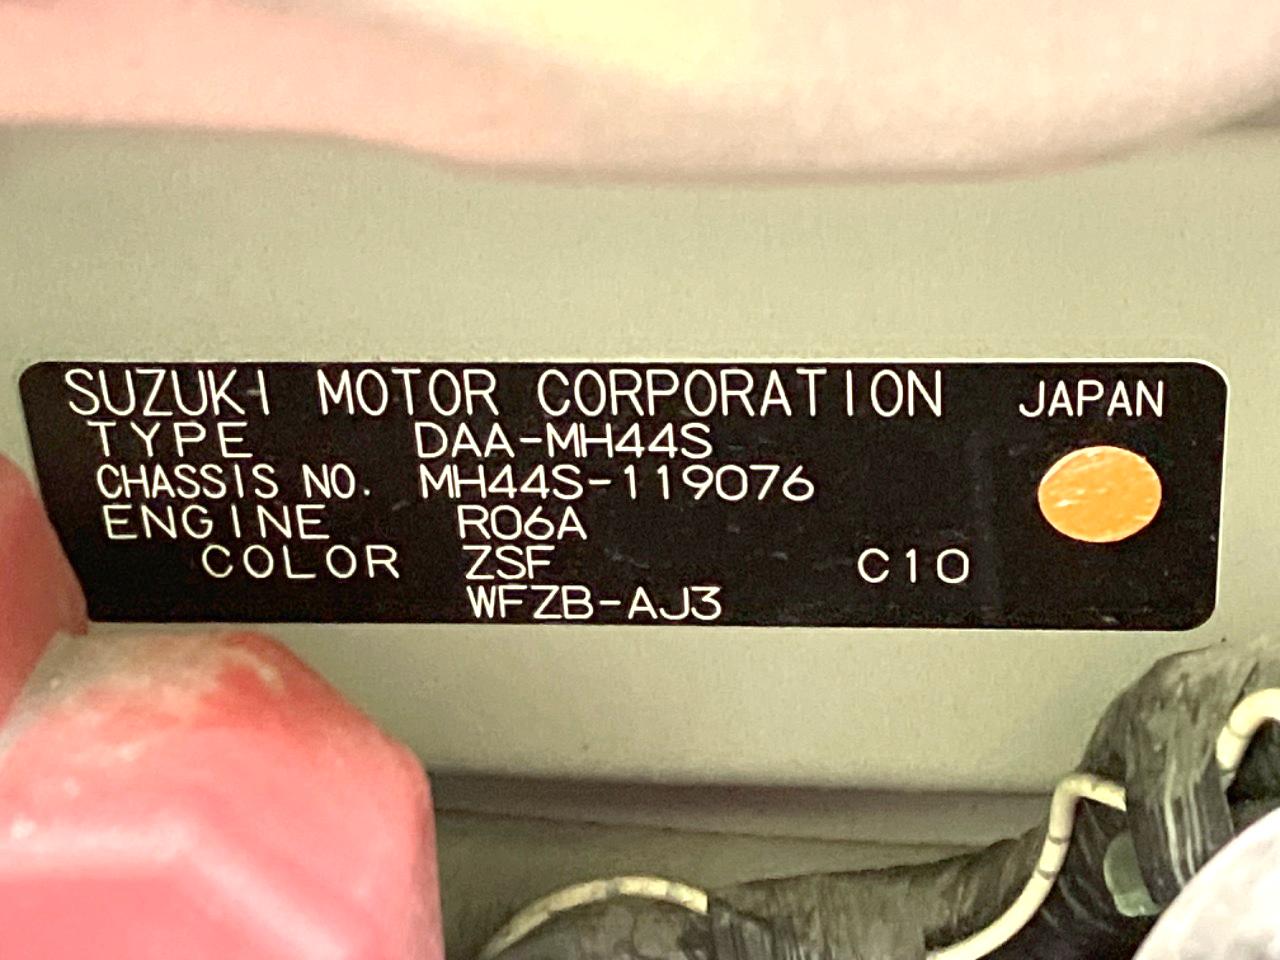 SUZUKI MOTOR CORPORATION JAPAN
TYPE DAA-MH44S
CHASSIS NO. MH44S-119076
ENGINE R06A
COLOR ZSF C10
WFZB-AJ3